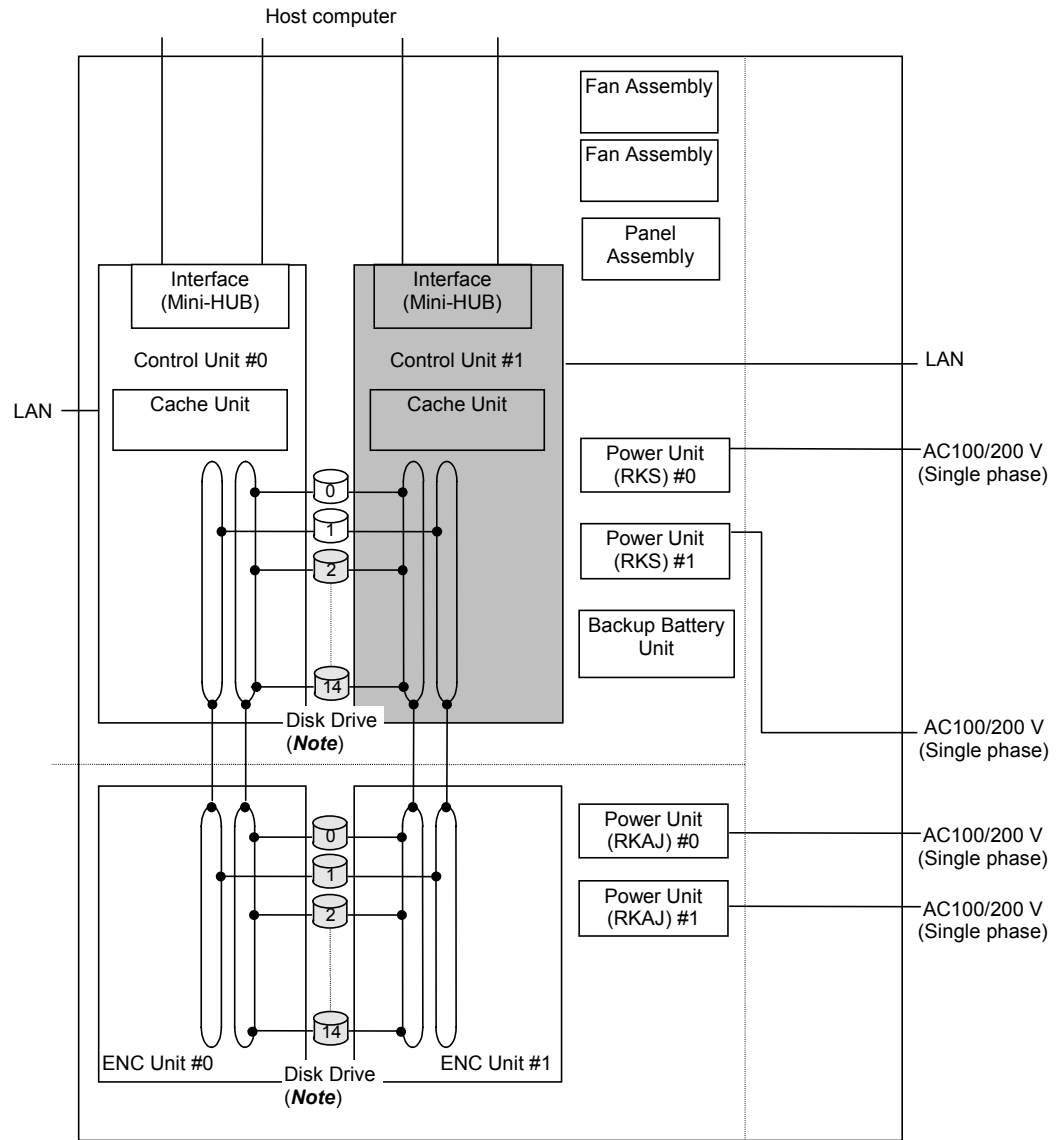 Host computer
Fan Assembly
Fan Assembly
Panel
Assembly
Interface
(Mini-HUB)
Interface
(Mini-HUB)
Control Unit #0
Control Unit #1
LAN
LAN
Cache Unit
Cache Unit
Power Unit
(RKS) #0
AC100/200 V
(Single phase)
0
1
2
14
Power Unit
(RKS) #1
Backup Battery
Unit
Disk Drive
(Note)
AC100/200 V
(Single phase)
0
1
2
14
Power Unit
(RKAJ) #0
AC100/200 V
(Single phase)
Power Unit
(RKAJ) #1
AC100/200 V
(Single phase)
ENC Unit #0
ENC Unit #1
Disk Drive
(Note)